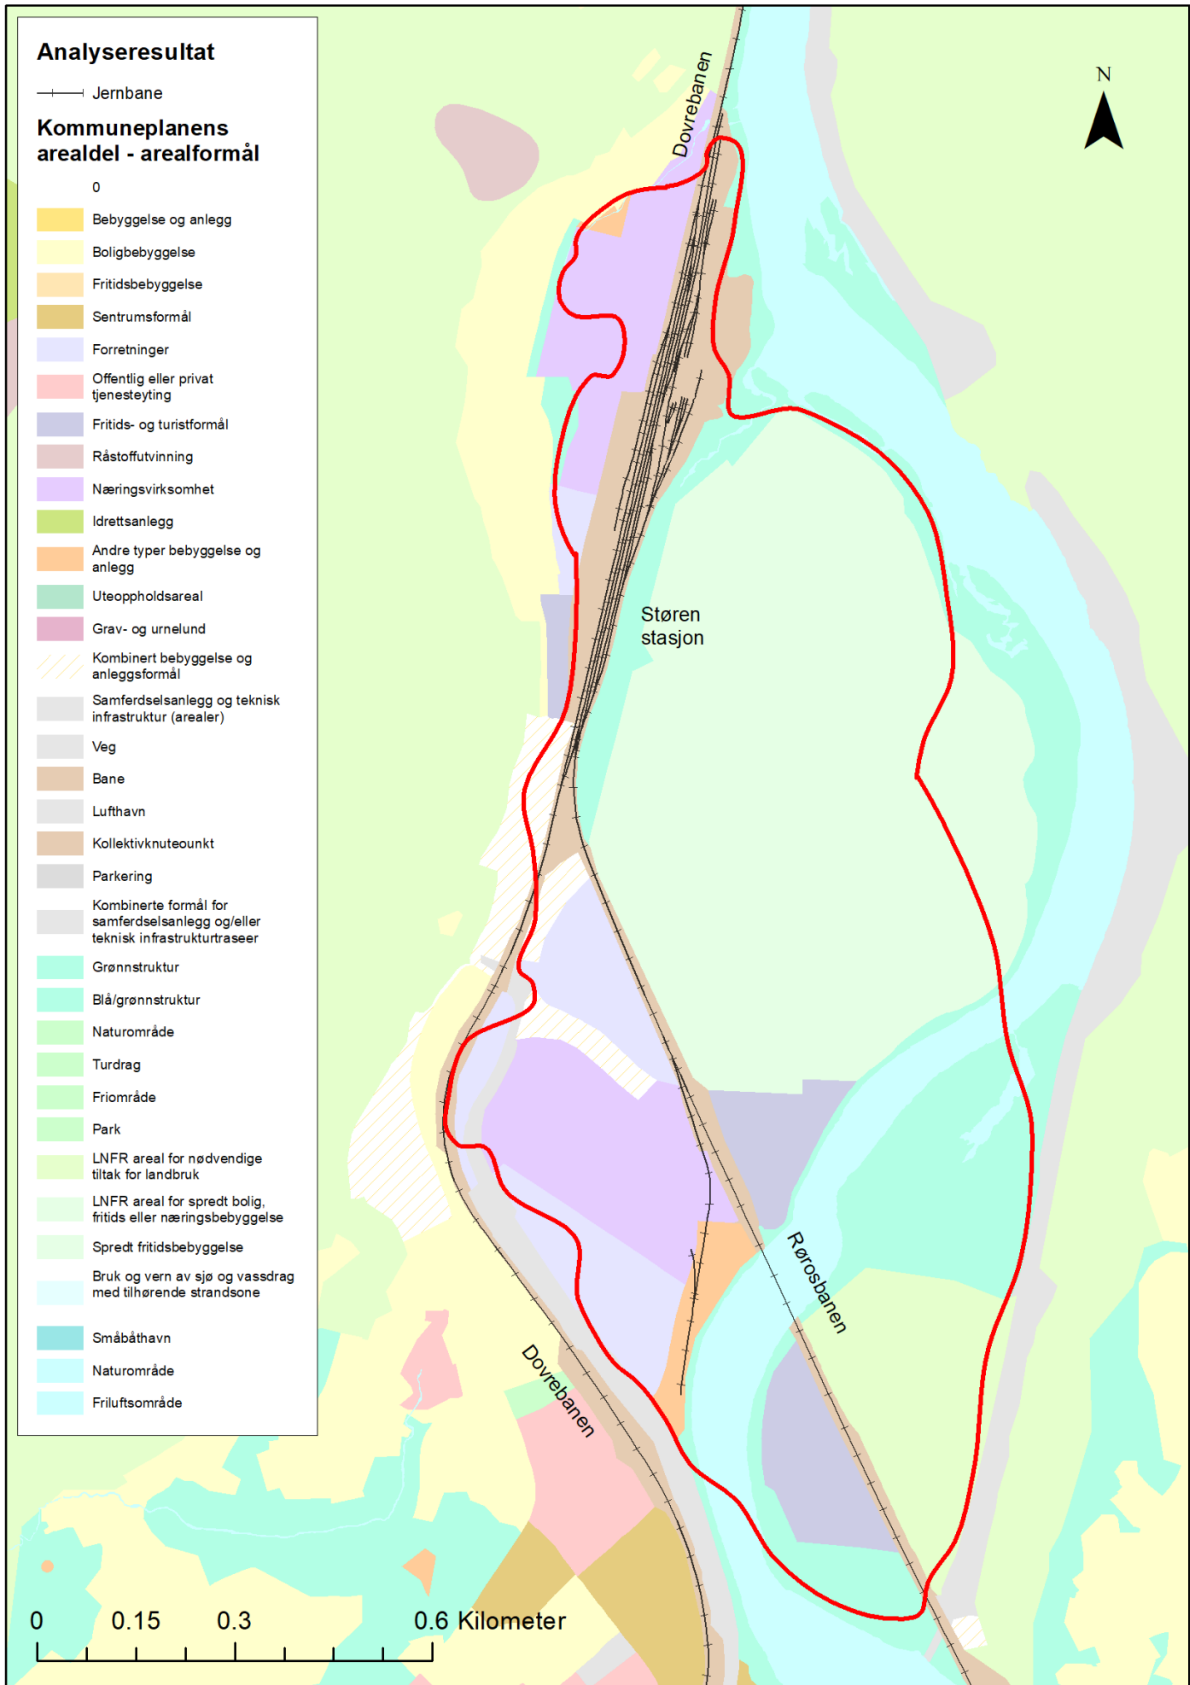 Analyseresultat
Jernbane
Kommuneplanens
arealdel - arealformål
0
Bebyggelse og anlegg
Boligbebyggelse
Fritidsbebyggelse
Sentrumsformål
Forretninger
Offentlig eller privat
tjenesteyting
Fritids- og turistformål
Råstoffutvinning
Næringsvirksomhet
Idrettsanlegg
Andre typer bebyggelse og
anlegg
Uteoppholdsareal
Grav- og urnelund
Kombinert bebyggelse og
anleggsformål
Samferdselsanlegg og teknisk
infrastruktur (arealer)
Veg
Bane
Lufthavn
Kollektivknuteounkt
Parkering
Kombinerte formål for
samferdselsanlegg og/eller
teknisk infrastrukturtraseer
Grønnstruktur
Blå/grønnstruktur
Naturområde
Turdrag
Friområde
Park
LNFR areal for nødvendige
tiltak for landbruk
LNFR areal for spredt bolig,
fritids eller næringsbebyggelse
Spredt fritidsbebyggelse
Bruk og vern av sjø og vassdrag
med tilhørende strandsone
Småbåthavn
Naturområde
Friluftsområde
Dovrebanen
N
Støren
stasjon
Rørosbanen
Dovrebanen
0 0.15 0.3 0.6 Kilometer